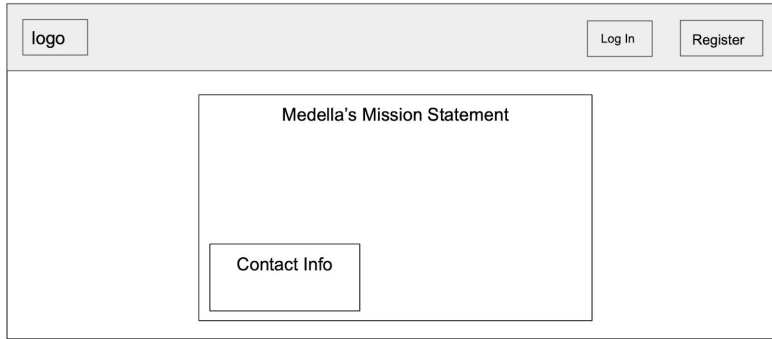 logo
Log In
Register
Medella's Mission Statement
Contact Info